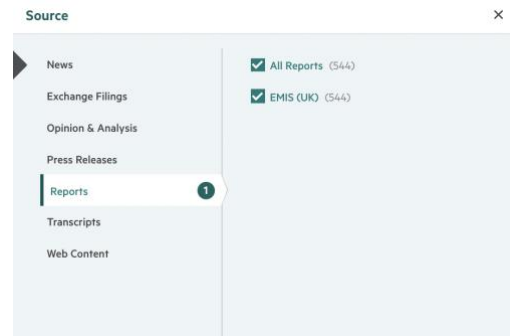 Source
×
News
Exchange Filings
Opinion & Analysis
Press Releases
Reports 1
Transcripts
Web Content
All Reports (544)
EMIS (UK) (544)